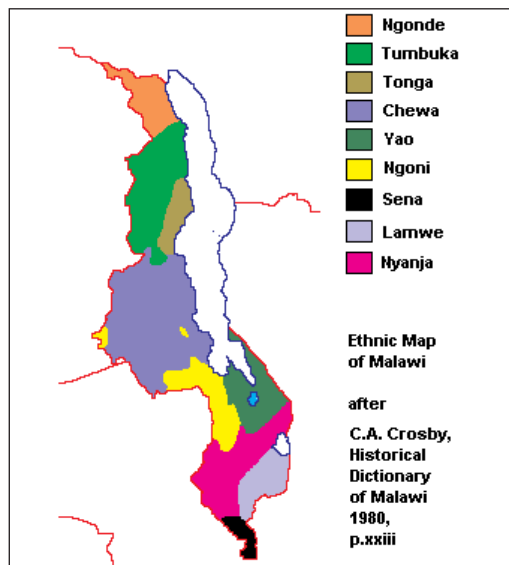 Ngonde
Tumbuka
Tonga
Chewa
Yao
Ngoni
Sena
Lamwe
Nyanja
Ethnic Map
of Malawi
after
C.A. Crosby,
Historical
Dictionary
of Malawi
1980,
p.xxiii